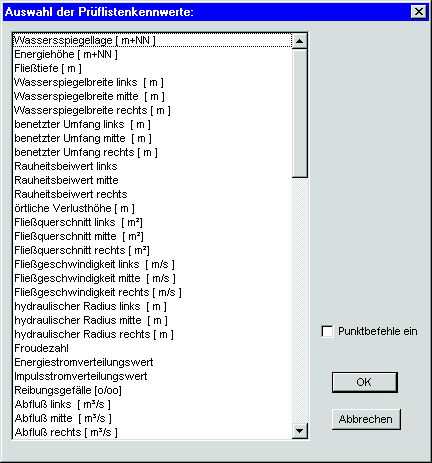 Auswahl der Prüflistenkennwerte:
Wassersspiegellage [ m+NN ]
Energiehöhe [ m+NN ]
Fließtiefe [ m ]
Wasserspiegelbreite links [ m ]
Wasserspiegelbreite mitte [ m ]
Wasserspiegelbreite rechts [ m ]
benetzter Umfang links [ m ]
benetzter Umfang mitte [ m ]
benetzter Umfang rechts [ m ]
Rauheitsbeiwert links
Rauheitsbeiwert mitte
Rauheitsbeiwert rechts
örtliche Verlusthöhe [ m ]
Fließquerschnitt links [ m²]
Fließquerschnitt mitte [ m²]
Fließquerschnitt rechts [ m²]
Fließgeschwindigkeit links [ m/s ]
Fließgeschwindigkeit mitte [ m/s ]
Fließgeschwindigkeit rechts [ m/s ]
hydraulischer Radius links [ m ]
hydraulischer Radius mitte [ m ]
hydraulischer Radius rechts [ m ]
Froudezahl
Energiestromverteilungswert
Impulsstromverteilungswert
Reibungsgefälle [o/oo]
Abfluß links [ m³/s ]
Abfluß mitte [ m³/s ]
Abfluß rechts [ m³/s ]
Punktbefehle ein
OK
Abbrechen